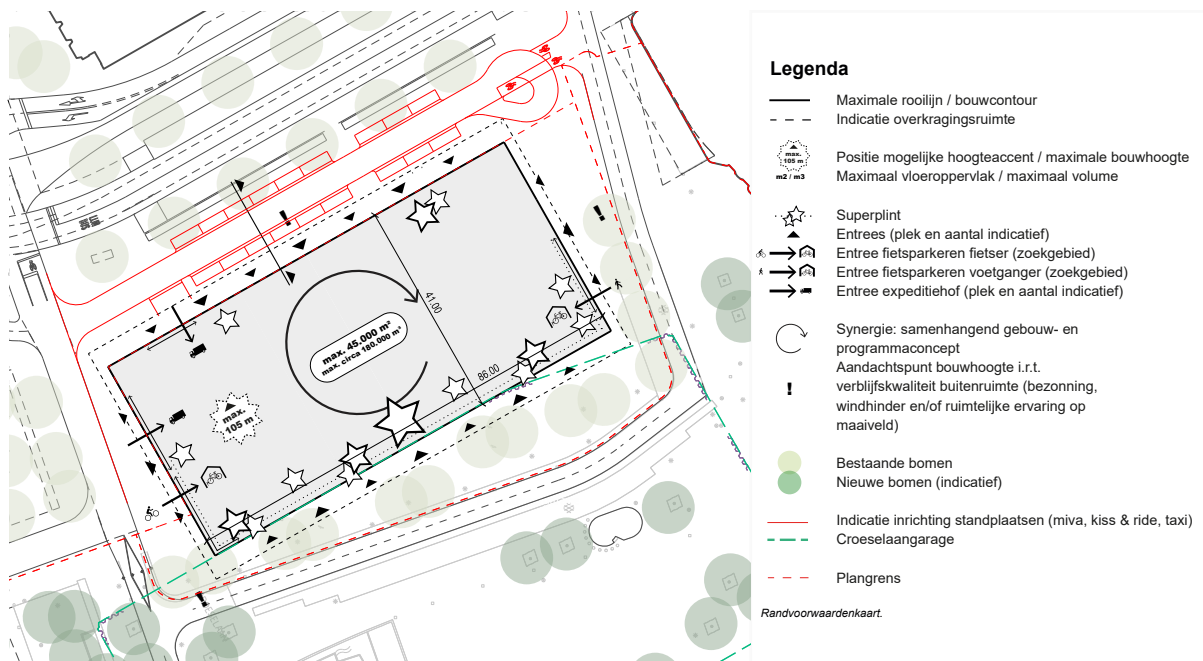 41.00
max. 45.000 m²
max. circa 180.000 m³
86.00
max.
105 m
Legenda
Maximale rooilijn / bouwcontour
Indicatie overkragingsruimte
max.
105 m
m2 / m3
Positie mogelijke hoogteaccent / maximale bouwhoogte
Maximaal vloeroppervlak / maximaal volume
Superplint
Entrees (plek en aantal indicatief)
Entree fietsparkeren fietser (zoekgebied)
Entree fietsparkeren voetganger (zoekgebied)
Entree expeditiehof (plek en aantal indicatief)
Synergie: samenhangend gebouw- en
programmaconcept
Aandachtspunt bouwhoogte i.r.t.
! verblijfskwaliteit buitenruimte (bezonning,
windhinder en/of ruimtelijke ervaring op
maaiveld)
Bestaande bomen
Nieuwe bomen (indicatief)
Indicatie inrichting standplaatsen (miva, kiss & ride, taxi)
Croeselaangarage
Plangrens
Randvoorwaardenkaart.